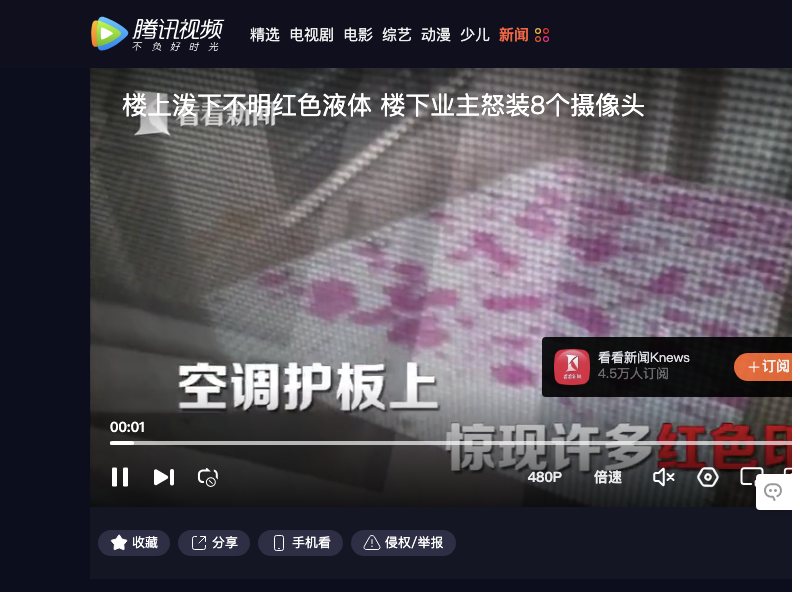 腾讯视频
不负好时光
精选 电视剧 电影 综艺 动漫 少儿 新闻
楼上泼下不明红色液体 楼下业主怒装8个摄像头
看看新闻
空调护板上
看看新闻Knews
4.5万人订阅
+订阅
00:01
惊现许多红色印
480P 倍速
收藏 分享 手机看 侵权/举报